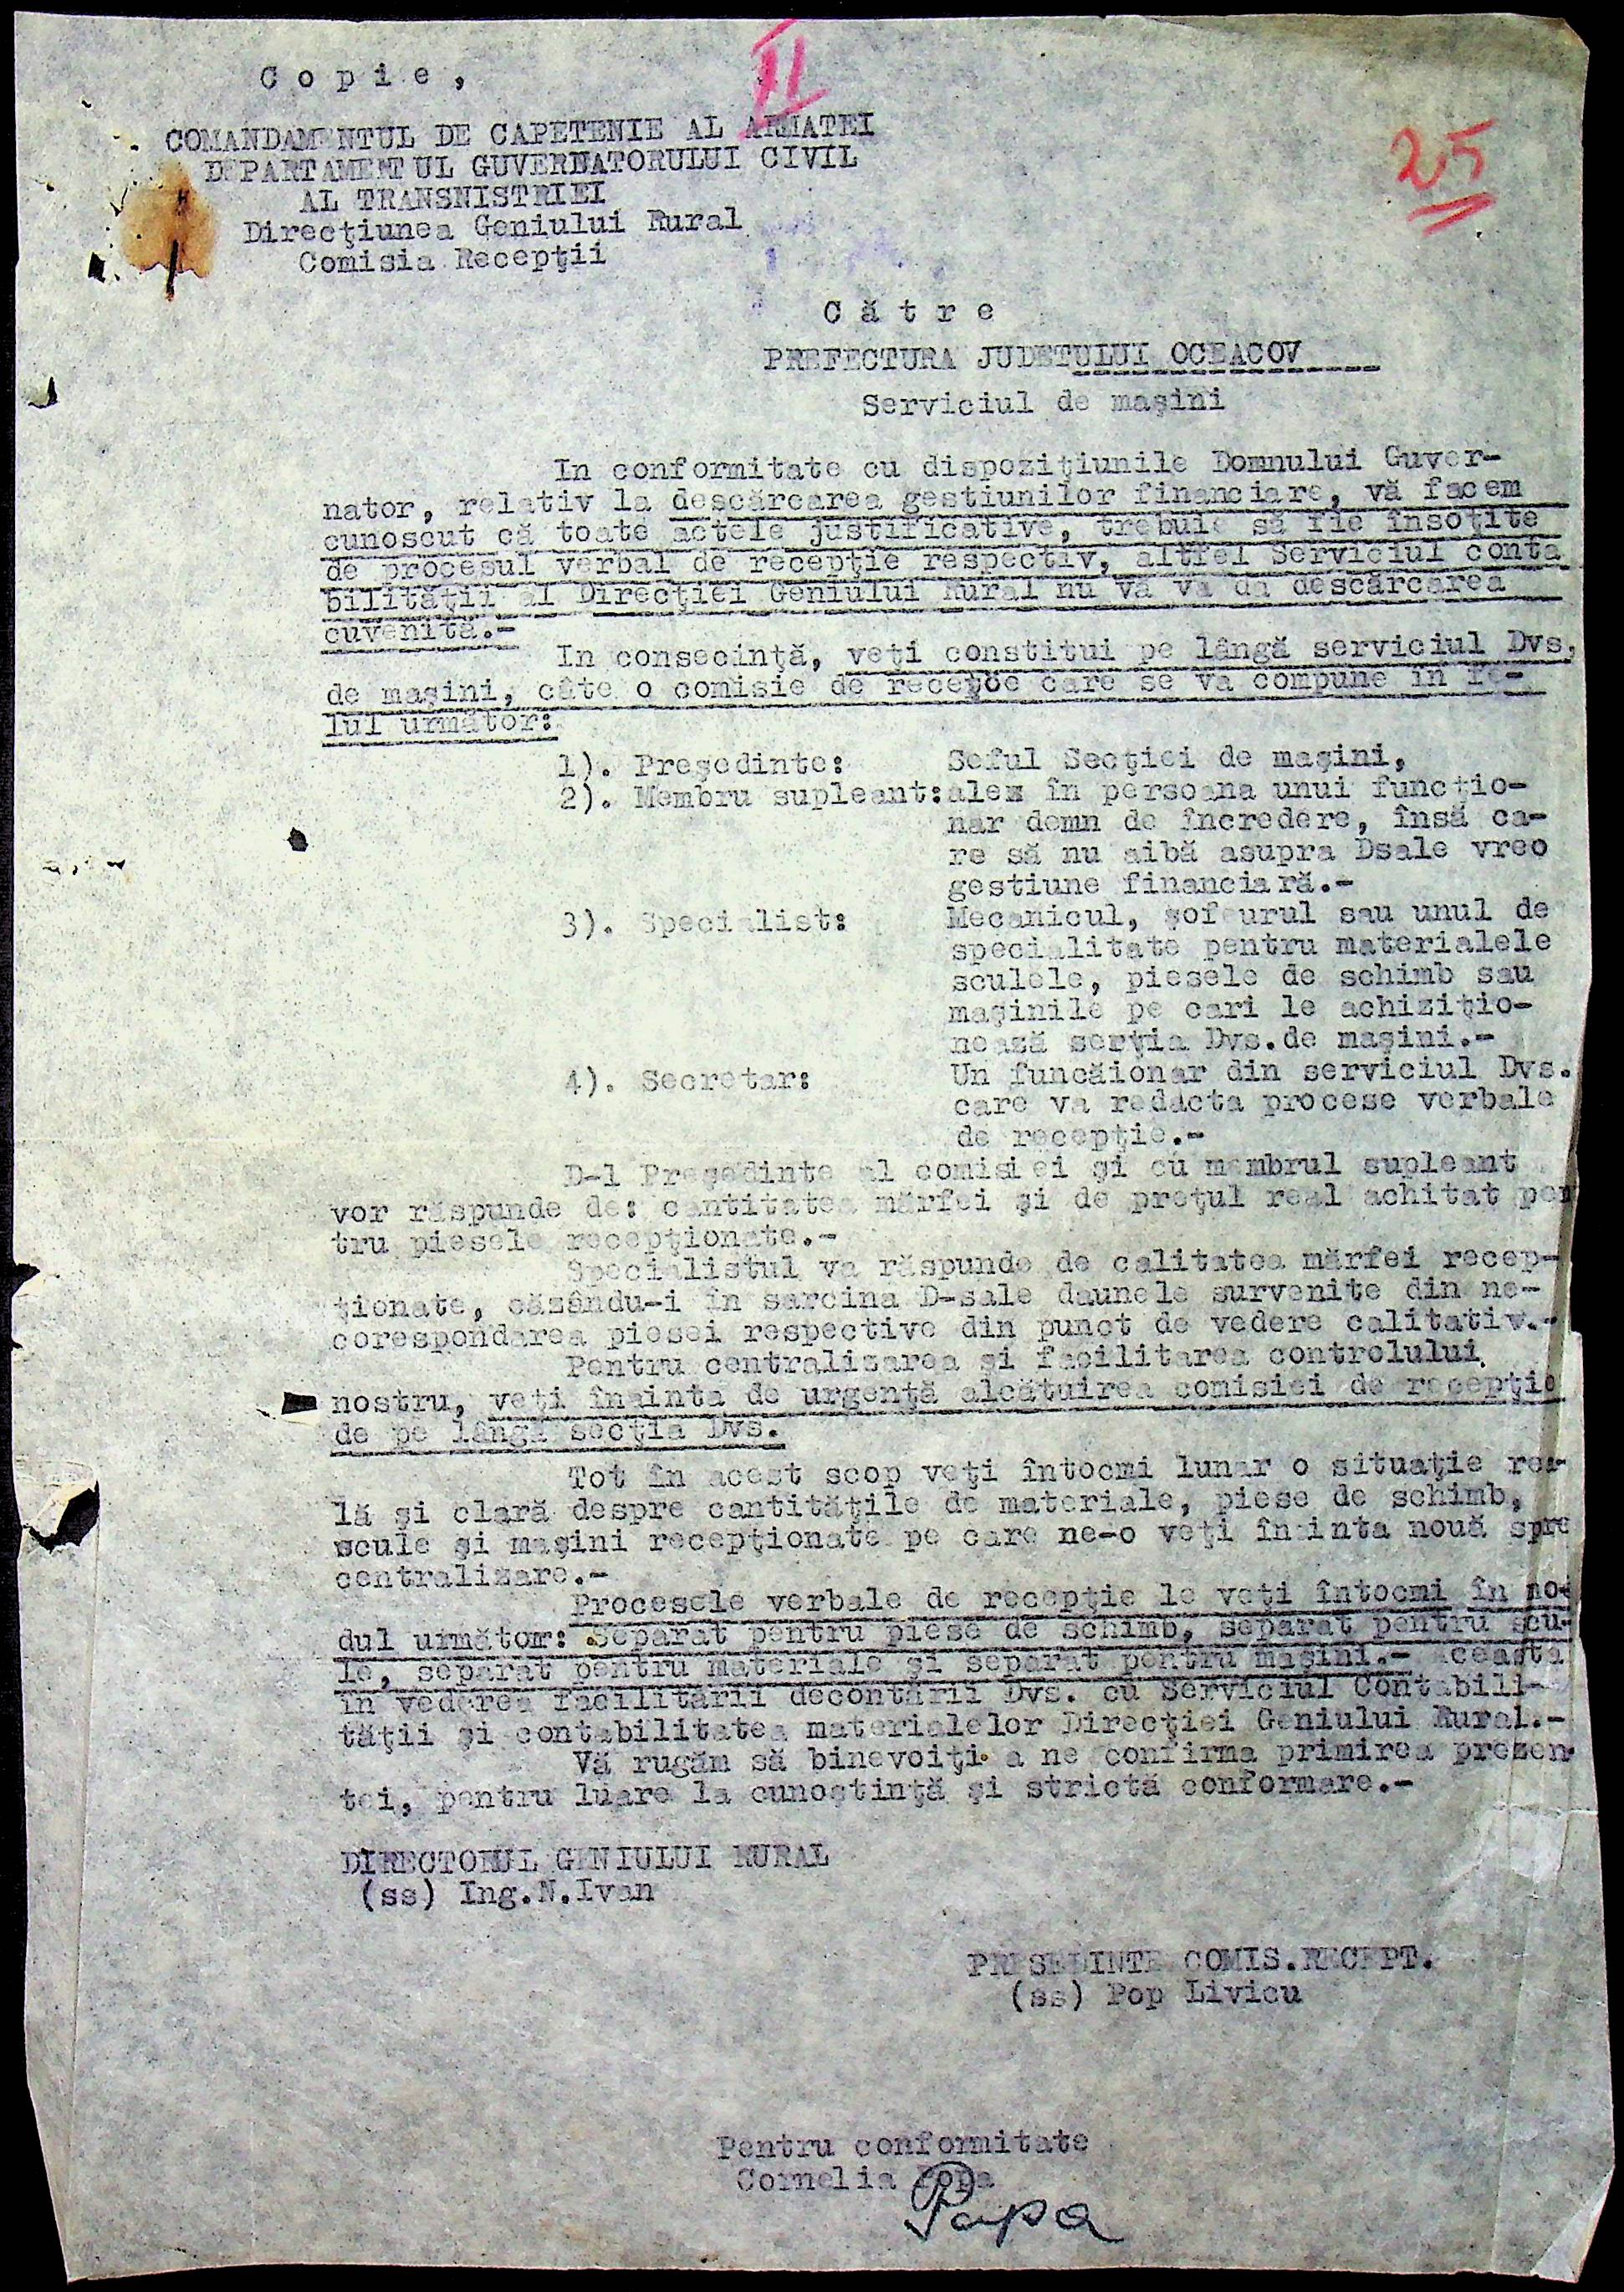 C o p i e ,
II
COMANDAMENTUL DE CAPETENIE AL ARMATEI
DEPARTAMENTUL GUVERNATORULUI CIVIL
AL TRANSNISTRIEI
25
Direcţiunea Geniului Rural
Comisia Recepţii
C ă t r e
PREFECTURA JUDETULUI OCEACOV
Serviciul de maşini
In conformitate cu dispoziţiunile Domnului Guver-
nator, relativ la descărcarea gestiunilor financiare, vă facem
cunoscut că toate actele justificative, trebuie să fie însoţite
de procesul verbal de recepţie respectiv, altfel Serviciul conta
bilităţii al Direcţiei Geniului Rural nu vă va da descărcarea
cuvenită.-
In consecinţă, veţi constitui pe lângă serviciul Dvs.
de maşini, câte o comisie de receţõe care se va compune în fe-
lul următor:
1). Preşedinte: Seful Secţiei de maşini,
2). Membru supleant: ales în persoana unui funcţio-
nar demn de încredere, însă ca-
re să nu aibă asupra Dsale vreo
gestiune financiară.-
3). Specialist: Mecanicul, şofeurul sau unul de
specialitate pentru materialele
sculele, piesele de schimb sau
maşinile pe cari le achiziţio-
nează serţia Dvs. de maşini.-
4). Secretar: Un funcăionar din serviciul Dvs.
care va redacta procese verbale
de recepţie.-
D-l Preşedinte al comisiei şi cu membrul supleant
vor răspunde de: cantitatea mărfei şi de preţul real achitat pen
tru piesele recepţionate.-
Specialistul va răspunde de calitatea mărfei recep-
ţionate, căzându-i în sarcina D-sale daunele survenite din ne-
corespondarea piesei respective din punct de vedere calitativ.-
Pentru centralizarea şi facilitarea controlului
nostru, veţi înainta de urgenţă alcătuirea comisiei de recepţie
de pe lângă secţia Dvs.
Tot în acest scop veţi întocmi lunar o situaţie rea-
lă şi clară despre cantităţile de materiale, piese de schimb,
scule şi maşini recepţionate pe care ne-o veţi înainta nouă spre
centralizare.-
Procesele verbale de recepţie le veţi întocmi în mo-
dul următor: Separat pentru piese de schimb, separat pentru scu-
le, separat pentru materiale şi separat pentru maşini.- Aceasta
în vederea facilitării decontării Dvs. cu Serviciul Contabili-
tăţii şi contabilitatea materialelor Direcţiei Geniului Rural.-
Vă rugăm să binevoiţi a ne confirma primirea prezen-
tei, pentru luare la cunoştinţă şi strictă conformare.-
DIRECTORUL GENIULUI RURAL
(ss) Ing.N.Ivan
PRESEDINTE COMIS.RECEPT.
(ss) Pop Livicu
Pentru conformitate
Cornelia Popa
Popa